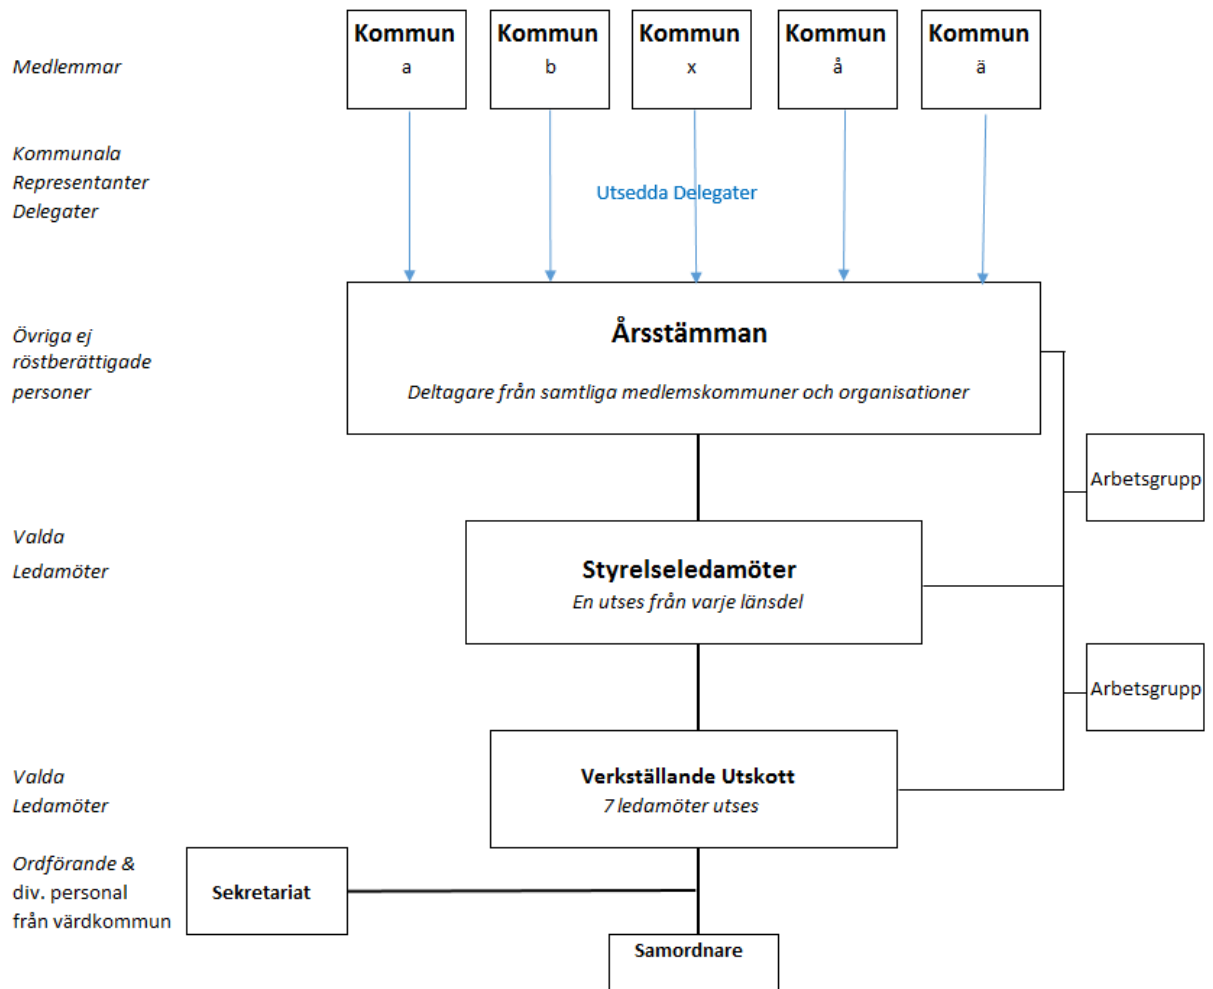 Kommun
a
Kommun
b
Kommun
x
Kommun
å
Kommun
ä
Medlemmar
Kommunala
Representanter
Delegater
Utsedda Delegater
Övriga ej
röstberättigade
personer
Årsstämman
Deltagare från samtliga medlemskommuner och organisationer
Arbetsgrupp
Valda
Ledamöter
Styrelseledamöter
En utses från varje länsdel
Arbetsgrupp
Valda
Ledamöter
Verkställande Utskott
7 ledamöter utses
Ordförande &
div. personal
från värdkommun
Sekretariat
Samordnare